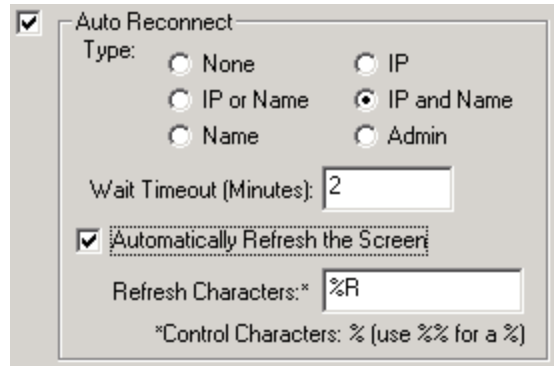 Auto Reconnect
Type:
None IP
IP or Name IP and Name
Name Admin
Wait Timeout (Minutes): 2
Automatically Refresh the Screen
Refresh Characters:* %R
*Control Characters: % (use %% for a %)